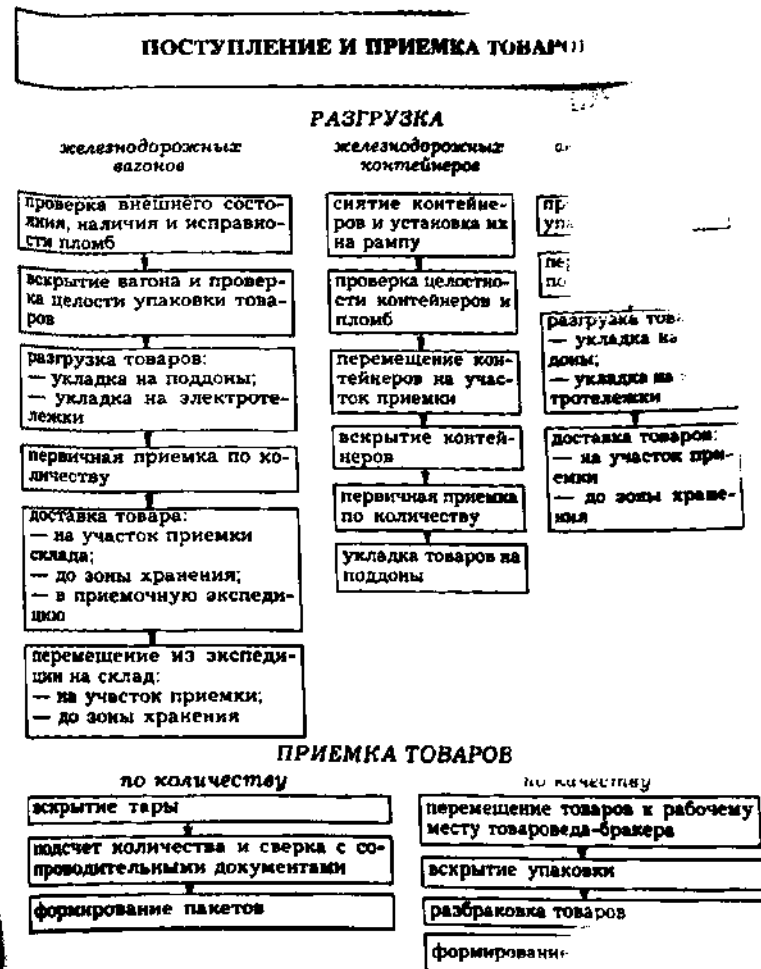 ПОСТУПЛЕНИЕ И ПРИЕМКА
РАЗГРУЗКА
железнодорожных
вагонов
проверка внешнего состо-
яния, наличия и исправно-
сти пломб
вскрытие вагона и провер-
ка целости упаковки това-
ров
разгрузка товаров:
— укладка на поддоны;
— укладка на электроте-
лежки
первичная приемка по ко-
личеству
доставка товара:
— на участок приемки
склада;
— до зоны хранения;
— в приемочную экспеди-
цию
перемещение из экспеди-
ции на склад:
— на участок приемки;
— до зоны хранения
железнодорожных
контейнеров
снятие контейне-
ров и установка их
на рампу
проверка целостно-
сти контейнеров и
пломб
перемещение кон-
тейнеров на учас-
ток приемки
вскрытие контей-
неров
первичная приемка
по количеству
укладка товаров на
поддоны
разгрузка
— укладка на
доны;
— укладка на
тротележки
доставка товаров:
— на участок при-
емки
— до зоны хране-
ния
ПРИЕМКА ТОВАРОВ
по количеству
вскрытие тары
подсчет количества и сверка с со-
проводительными документами
формирование пакетов
по качеству
перемещение товаров к рабочему
месту товароведа-бракера
вскрытие упаковки
разбраковка товаров
формирование